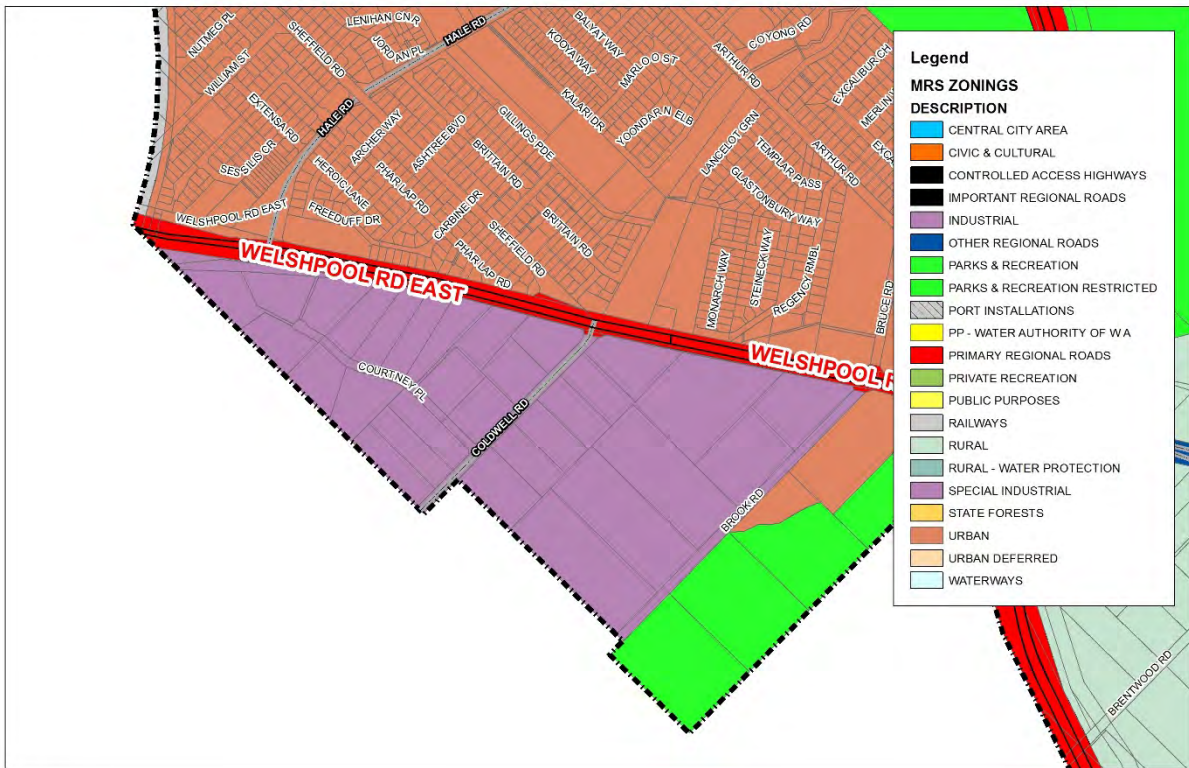 NUTMEG PL
LENIHAN CNR
HALE RD
SHEFFIELD RD
JORDAN PL
WILLIAM ST
BALYAT WAY
KOOYA WAY
MARLOO ST
ARTHUR RD
COYONG RD
EXCALIBUR CH
EXTENSA RD
HALE RD
ARCHER WAY
ASHTREE BVD
GILLINGS PDE
KALARI DR
YOONDARN ELB
LANCELOT GRN
TEMPLAR PASS
ARTHUR RD
SESSILIS CR
HEROIC LANE
PHAR LAP RD
BRITTAIN RD
GLASTONBURY WAY
WELSHPOOL RD EAST
FREEDUFF DR
CARBINE DR
SHEFFIELD RD
BRITTAIN RD
PHAR LAP RD
MONARCH WAY
STEINECK WAY
REGENCY RMBL
BRUCE RD
WELSHPOOL RD EAST
WELSHPOOL R
COURTNEY PL
COLDWELL RD
BROOK RD
BRENTWOOD RD
Legend
MRS ZONINGS
DESCRIPTION
CENTRAL CITY AREA
CIVIC & CULTURAL
CONTROLLED ACCESS HIGHWAYS
IMPORTANT REGIONAL ROADS
INDUSTRIAL
OTHER REGIONAL ROADS
PARKS & RECREATION
PARKS & RECREATION RESTRICTED
PORT INSTALLATIONS
PP - WATER AUTHORITY OF W A
PRIMARY REGIONAL ROADS
PRIVATE RECREATION
PUBLIC PURPOSES
RAILWAYS
RURAL
RURAL - WATER PROTECTION
SPECIAL INDUSTRIAL
STATE FORESTS
URBAN
URBAN DEFERRED
WATERWAYS